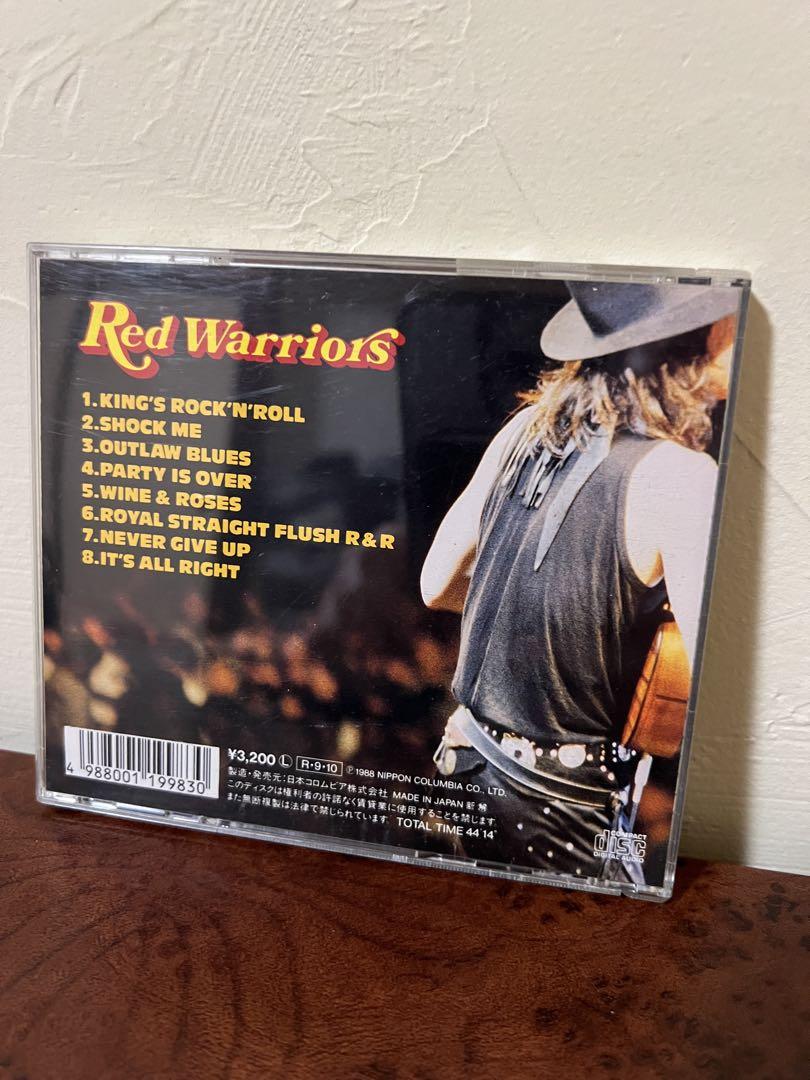 Red Warriors
1.KING'S ROCK'N'ROLL
2.SHOCK ME
3.OUTLAW BLUES
4.PARTY IS OVER
5.WINE & ROSES
6.ROYAL STRAIGHT FLUSH R & R
7.NEVER GIVE UP
8.IT'S ALL RIGHT
4 988001 199830
¥3,200 Ⓛ R・9・10 Ⓟ1988 NIPPON COLUMBIA CO., LTD.
製造・発売元:日本コロムビア株式会社 MADE IN JAPAN 新 解
このディスクは権利者の許諾なく賃貸業に使用することを禁じます.
また無断複製は法律で禁じられています. TOTAL TIME 44'14"
COMPACT
disc
DIGITAL AUDIO